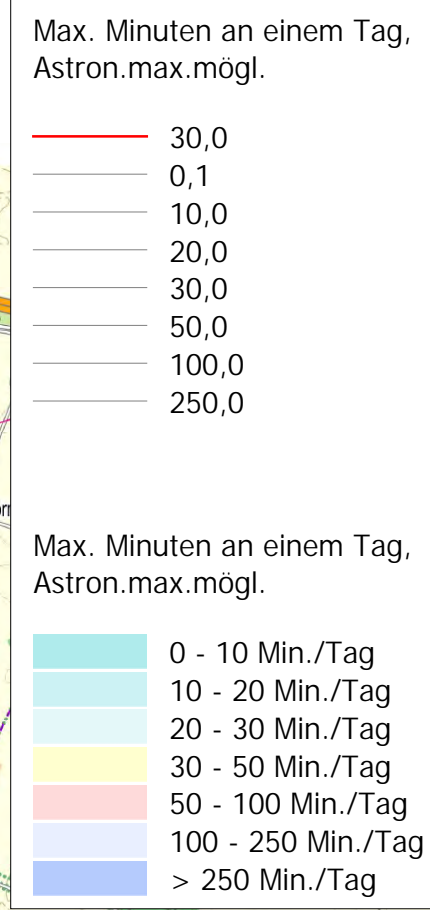 Max. Minuten an einem Tag,
Astron.max.mögl.
30,0
0,1
10,0
20,0
30,0
50,0
100,0
250,0
Max. Minuten an einem Tag,
Astron.max.mögl.
0 - 10 Min./Tag
10 - 20 Min./Tag
20 - 30 Min./Tag
30 - 50 Min./Tag
50 - 100 Min./Tag
100 - 250 Min./Tag
> 250 Min./Tag